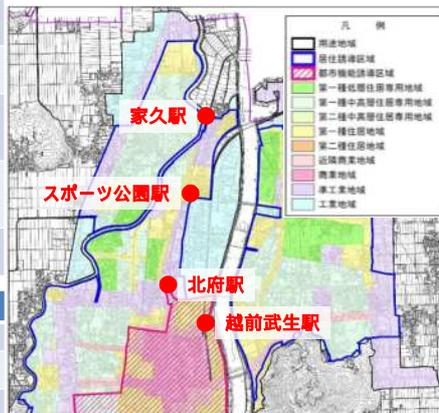 凡 例
用途地域
居住誘導区域
都市機能誘導区域
第一種低層住居専用地域
第一種中高層住居専用地域
第二種中高層住居専用地域
第一種住居地域
第二種住居地域
近隣商業地域
商業地域
準工業地域
工業地域
家久駅
スポーツ公園駅
北府駅
越前武生駅